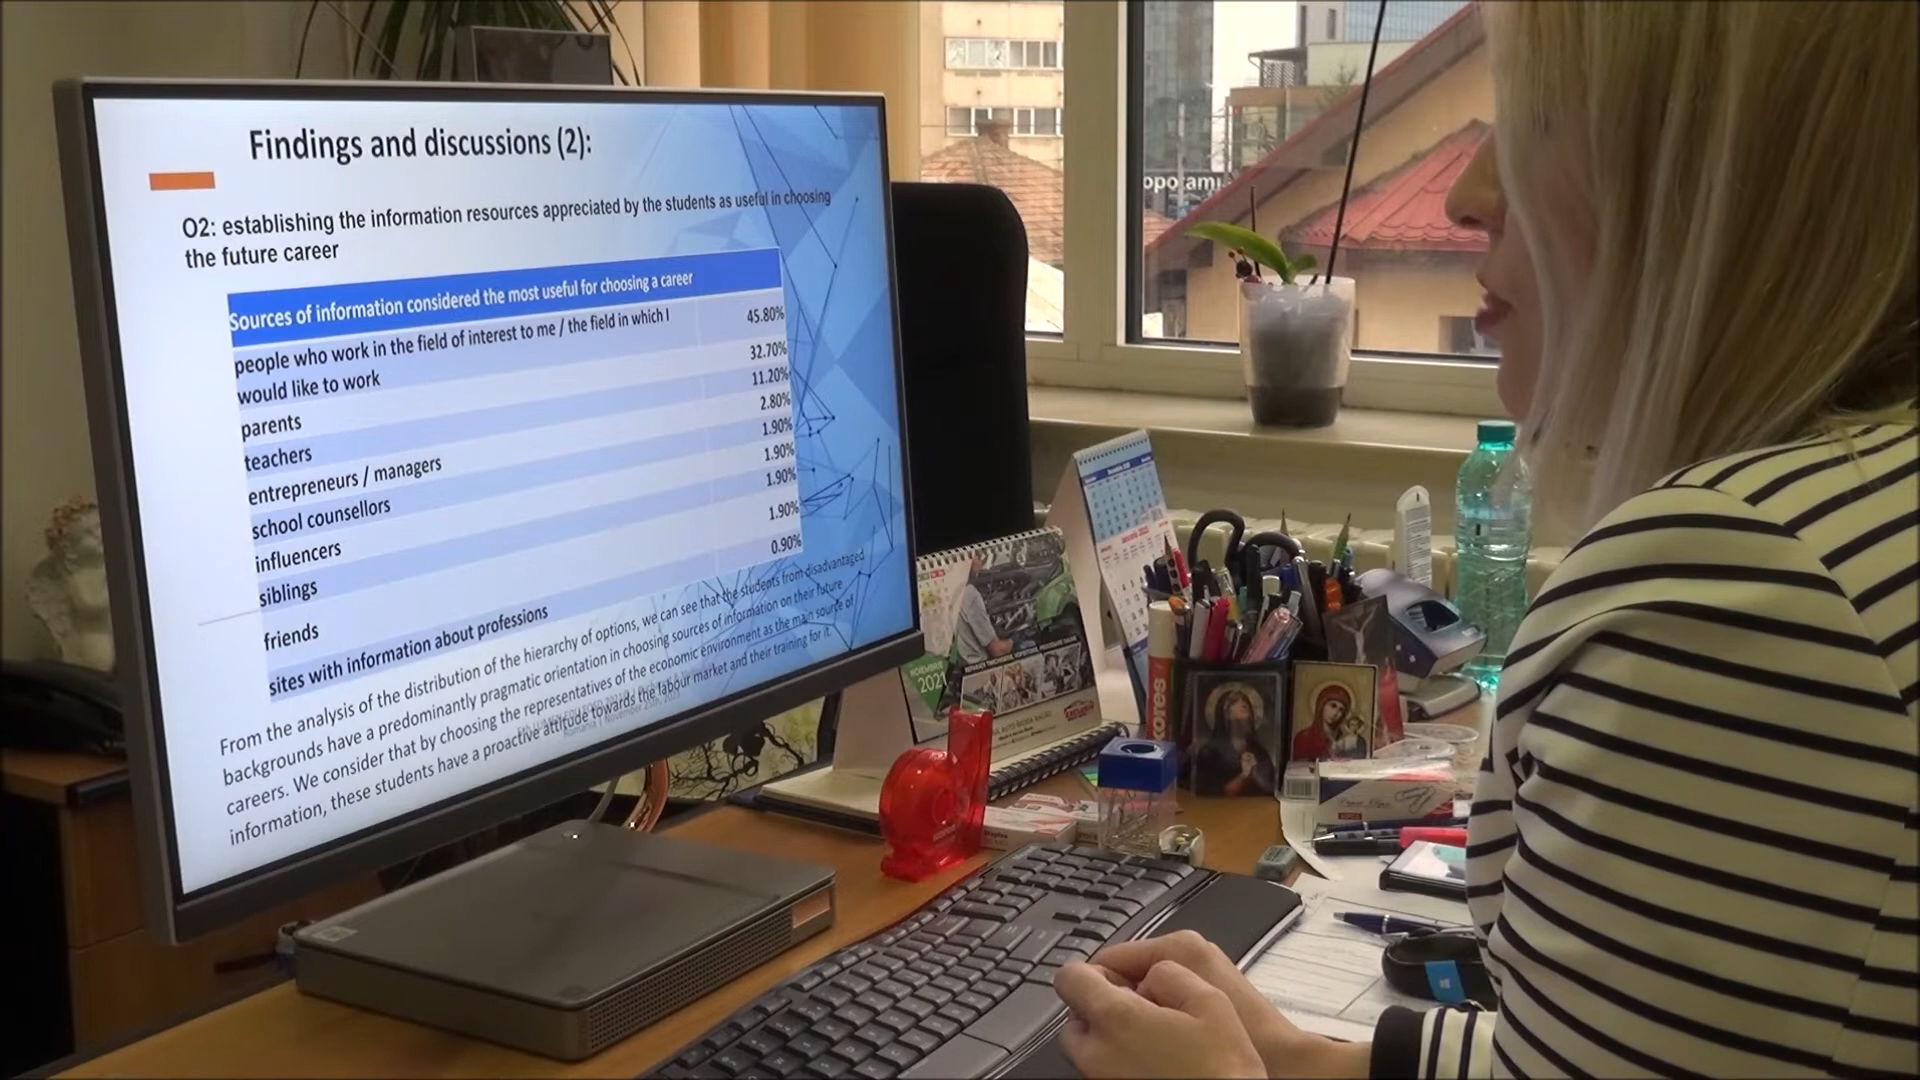 Findings and discussions (2):
O2: establishing the information resources appreciated by the students as useful in choosing
the future career
Sources of information considered the most useful for choosing a career
people who work in the field of interest to me / the field in which I
would like to work
45.80%
parents
32.70%
teachers
11.20%
entrepreneurs / managers
2.80%
school counsellors
1.90%
influencers
1.90%
siblings
1.90%
friends
1.90%
sites with information about professions
0.90%
From the analysis of the distribution of the hierarchy of options, we can see that the students from disadvantaged
backgrounds have a predominantly pragmatic orientation in choosing sources of information on their future
careers. We consider that by choosing the representatives of the economic environment as the main source of
information, these students have a proactive attitude towards the labour market and their training for it.
opotami
NOIEMBRIE
2021
kores